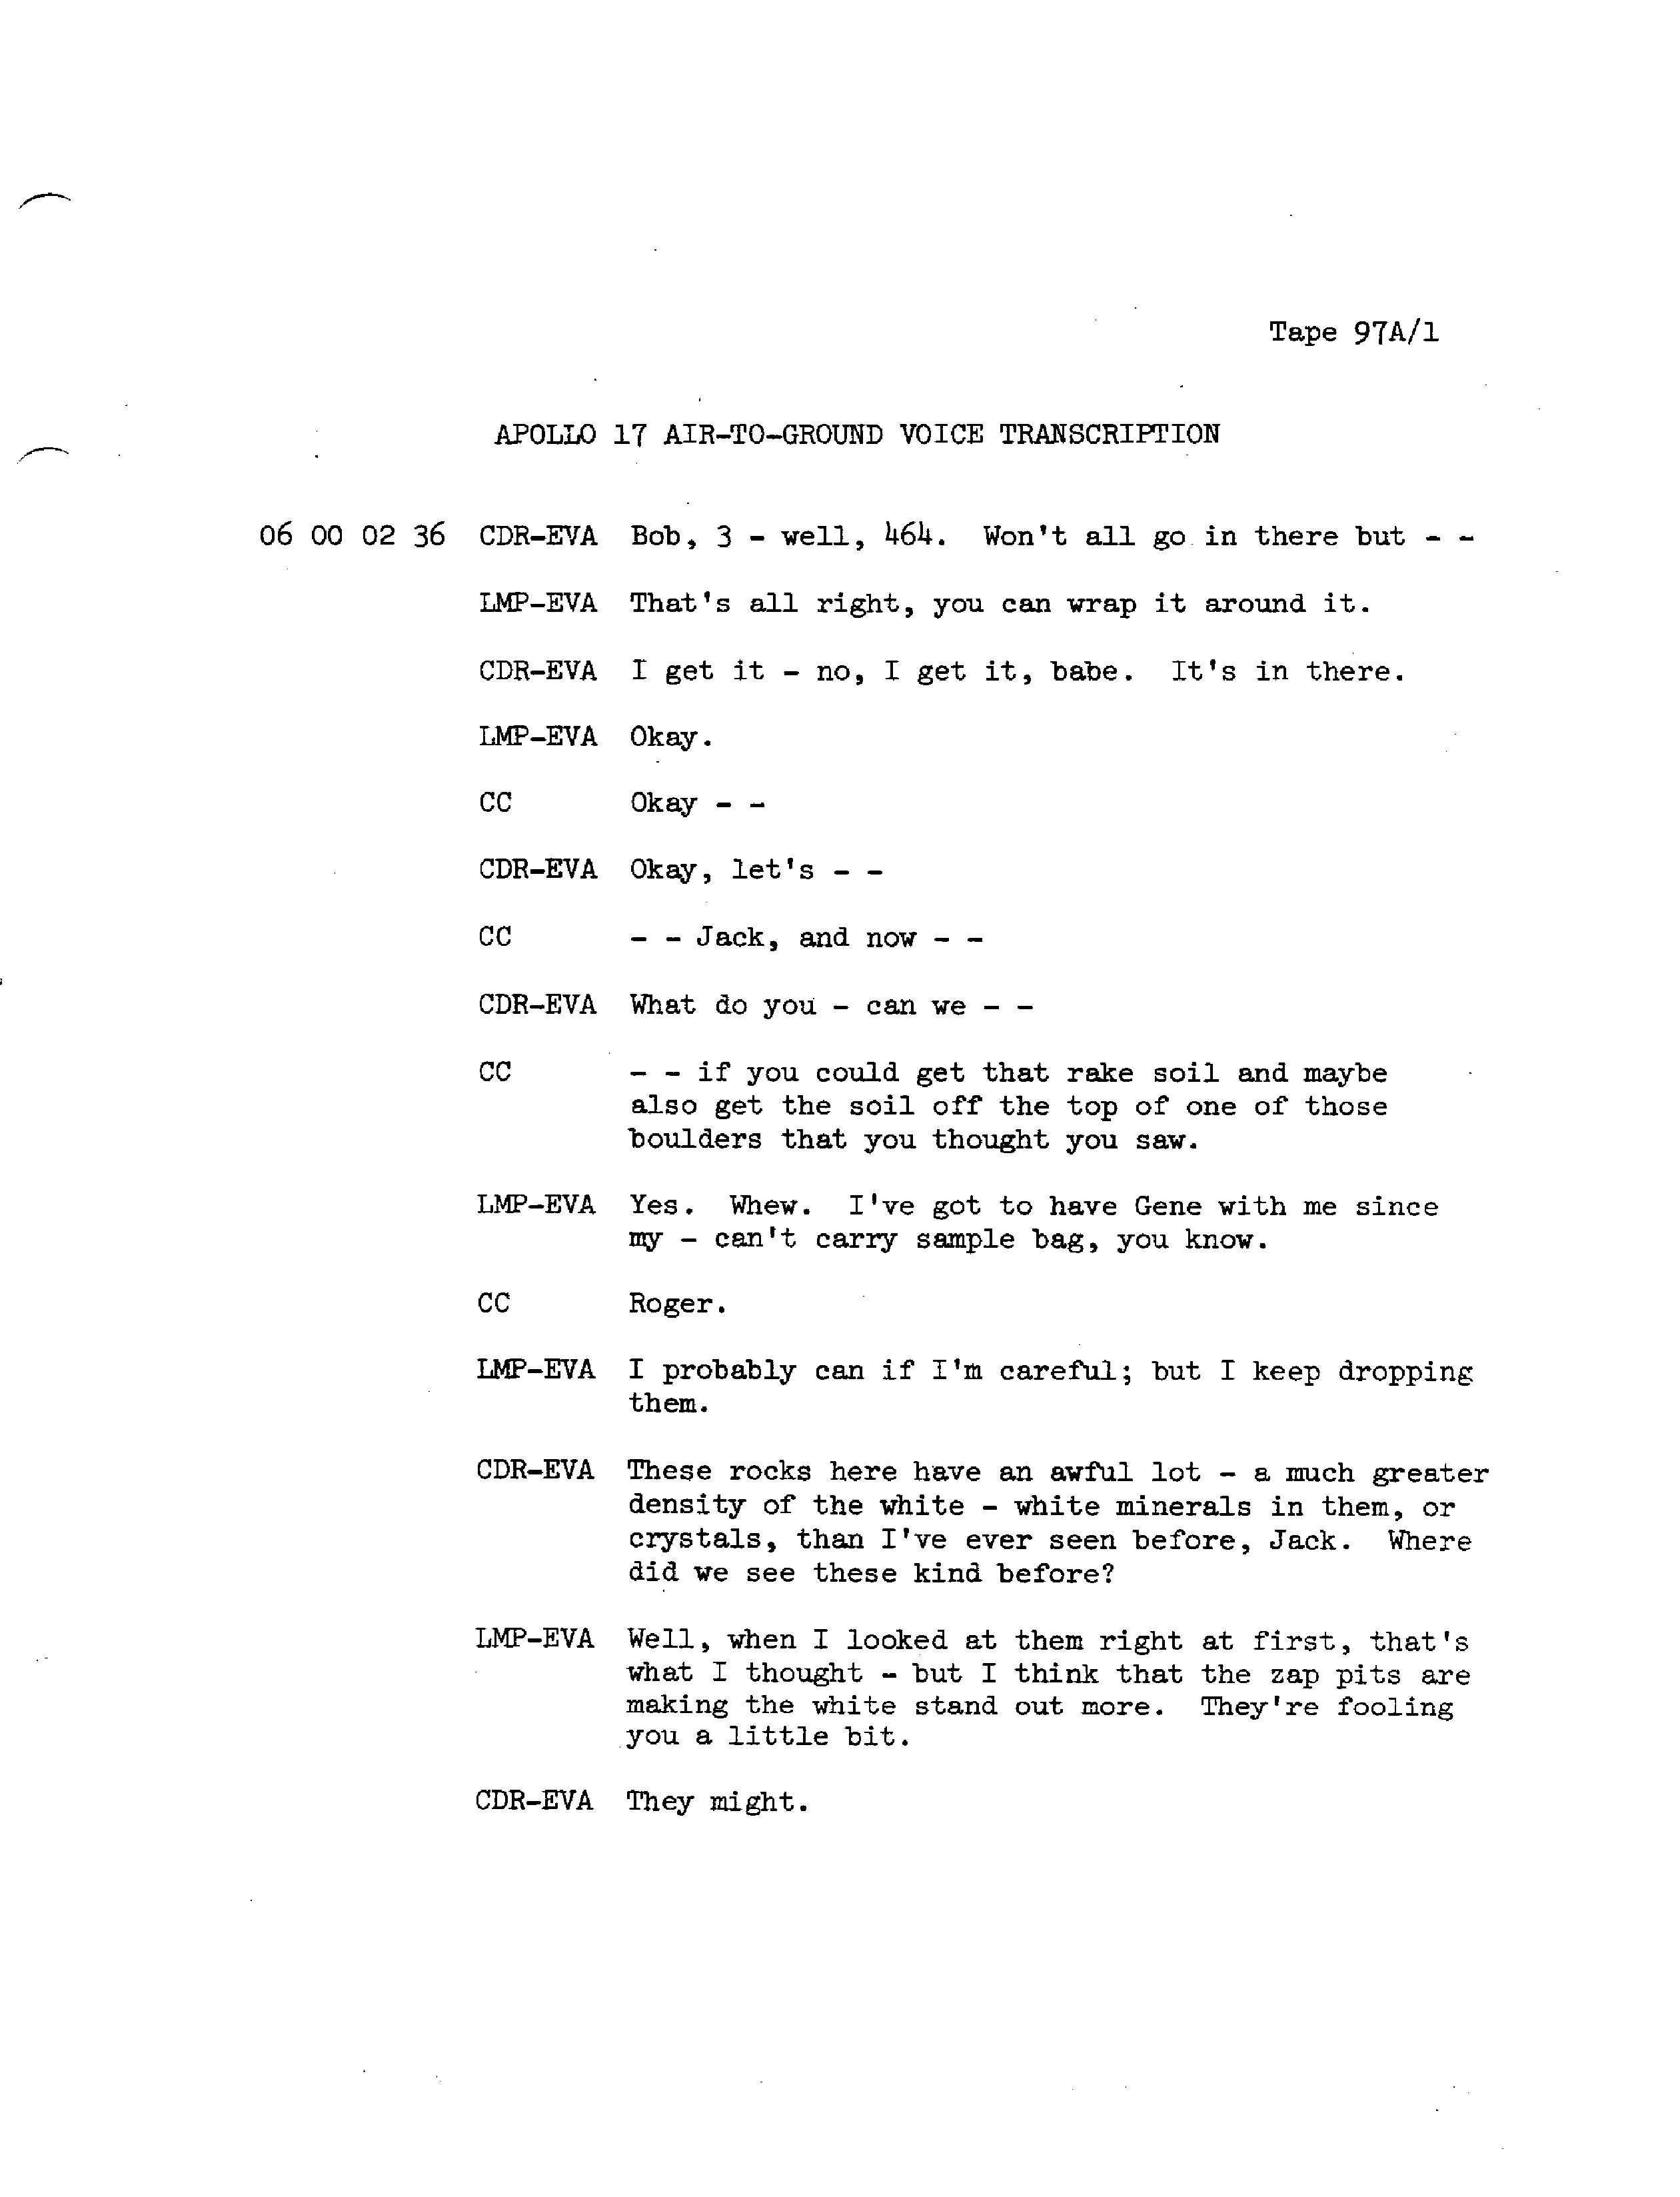 Tape 97A/1
APOLLO 17 AIR-TO-GROUND VOICE TRANSCRIPTION
06 00 02 36 CDR-EVA Bob, 3 - well, 464. Won't all go in there but - -
LMP-EVA That's all right, you can wrap it around it.
CDR-EVA I get it - no, I get it, babe. It's in there.
LMP-EVA Okay.
CC Okay - -
CDR-EVA Okay, let's - -
CC - - Jack, and now - -
CDR-EVA What do you - can we - -
CC - - if you could get that rake soil and maybe
also get the soil off the top of one of those
boulders that you thought you saw.
LMP-EVA Yes. Whew. I've got to have Gene with me since
my - can't carry sample bag, you know.
CC Roger.
LMP-EVA I probably can if I'm careful; but I keep dropping
them.
CDR-EVA These rocks here have an awful lot - a much greater
density of the white - white minerals in them, or
crystals, than I've ever seen before, Jack. Where
did we see these kind before?
LMP-EVA Well, when I looked at them right at first, that's
what I thought - but I think that the zap pits are
making the white stand out more. They're fooling
you a little bit.
CDR-EVA They might.